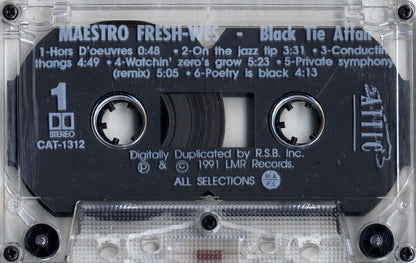 MAESTRO FRESH-WES - Black Tie Affair
1-Hors D'oeuvres 0:48 • 2-On the jazz tip 3:31 • 3-Conductin'
thangs 4:49 • 4-Watchin' zero's grow 5:23 • 5-Private symphony
(remix) 5:05 • 6-Poetry is black 4:13
1
STEREO
CAT-1312
ATTIC
Digitally Duplicated by R.S.B. Inc.
℗ & © 1991 LMR Records.
ALL SELECTIONS